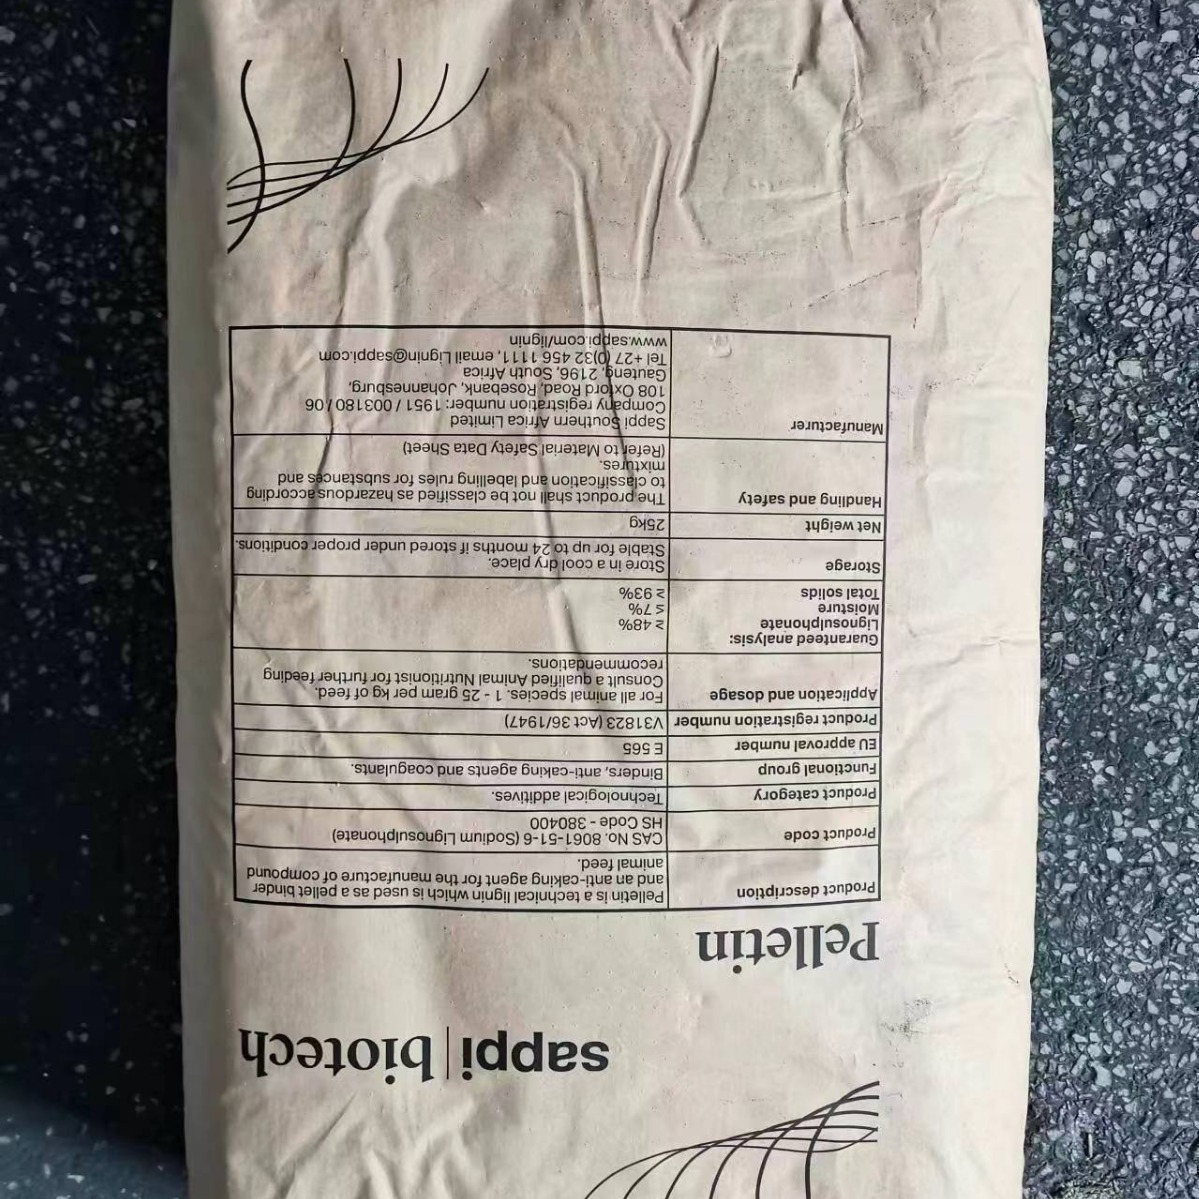 sappi | biotech
Pelletin
Product description
Pelletin is a technical lignin which is used as a pellet binder
and an anti-caking agent for the manufacture of compound
animal feed.
Product code
CAS No. 8061-51-6 (Sodium Lignosulphonate)
HS Code - 380400
Product category
Technological additives.
Functional group
Binders, anti-caking agents and coagulants.
EU approval number
E 565
Product registration number
V31823 (Act 36/1947)
Application and dosage
For all animal species. 1 - 25 gram per kg of feed.
Consult a qualified Animal Nutritionist for further feeding
recommendations.
Guaranteed analysis:
Lignosulphonate ≥ 48%
Moisture ≤ 7%
Total solids ≥ 93%
Storage
Store in a cool dry place.
Stable for up to 24 months if stored under proper conditions.
Net weight
25kg
Handling and safety
The product shall not be classified as hazardous according
to classification and labelling rules for substances and
mixtures.
(Refer to Material Safety Data Sheet)
Manufacturer
Sappi Southern Africa Limited
Company registration number: 1951 / 003180 / 06
108 Oxford Road, Rosebank, Johannesburg,
Gauteng, 2196, South Africa
Tel +27 (0)32 456 1111, email Lignin@sappi.com
www.sappi.com/lignin